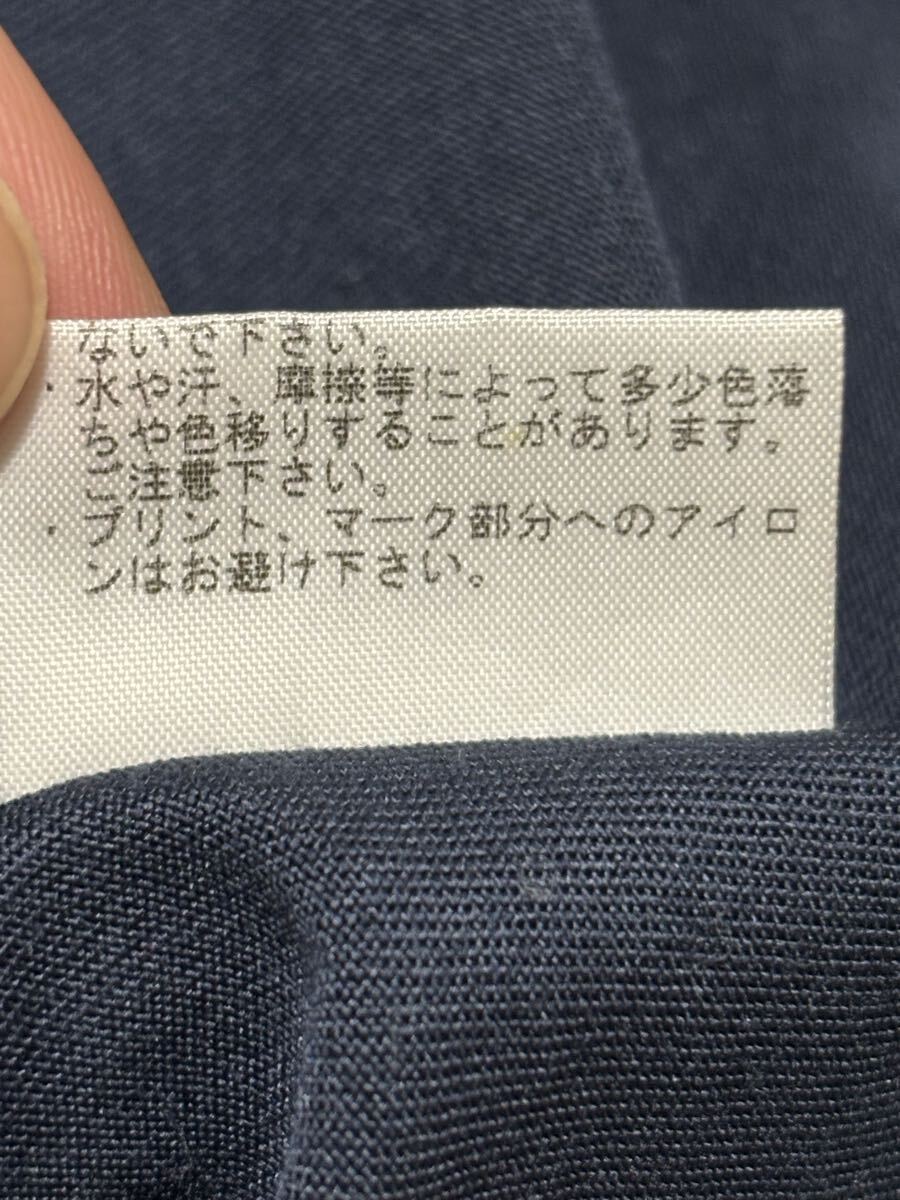 ないで下さい。
・水や汗、摩擦等によって多少色落
ちや色移りすることがあります。
ご注意下さい。
・プリント、マーク部分へのアイロ
ンはお避け下さい。